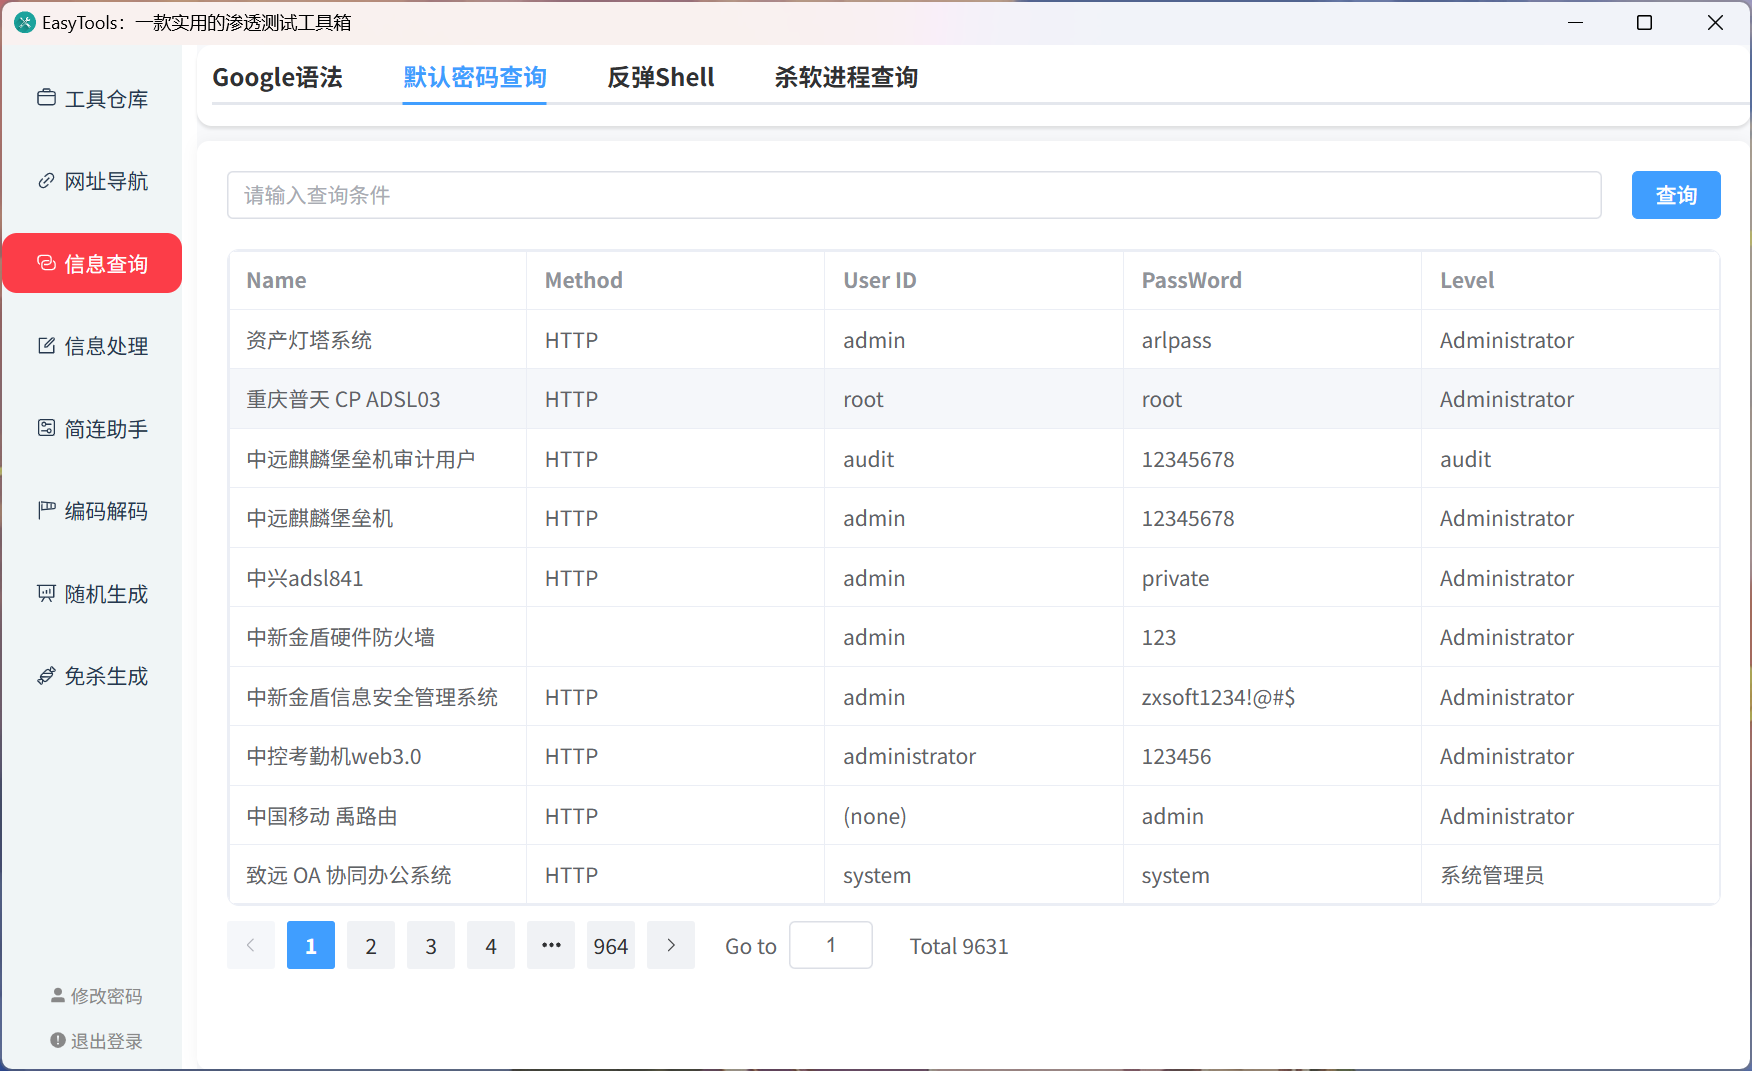 EasyTools：一款实用的渗透测试工具箱
工具仓库
网址导航
信息查询
信息处理
简连助手
编码解码
随机生成
免杀生成
修改密码
退出登录
Google语法 默认密码查询 反弹Shell 杀软进程查询
请输入查询条件 查询
Name Method User ID PassWord Level
资产灯塔系统 HTTP admin arlpass Administrator
重庆普天 CP ADSL03 HTTP root root Administrator
中远麒麟堡垒机审计用户 HTTP audit 12345678 audit
中远麒麟堡垒机 HTTP admin 12345678 Administrator
中兴adsl841 HTTP admin private Administrator
中新金盾硬件防火墙 admin 123 Administrator
中新金盾信息安全管理系统 HTTP admin zxsoft1234!@#$ Administrator
中控考勤机web3.0 HTTP administrator 123456 Administrator
中国移动 禹路由 HTTP (none) admin Administrator
致远 OA 协同办公系统 HTTP system system 系统管理员
1 2 3 4 ••• 964 Go to 1 Total 9631